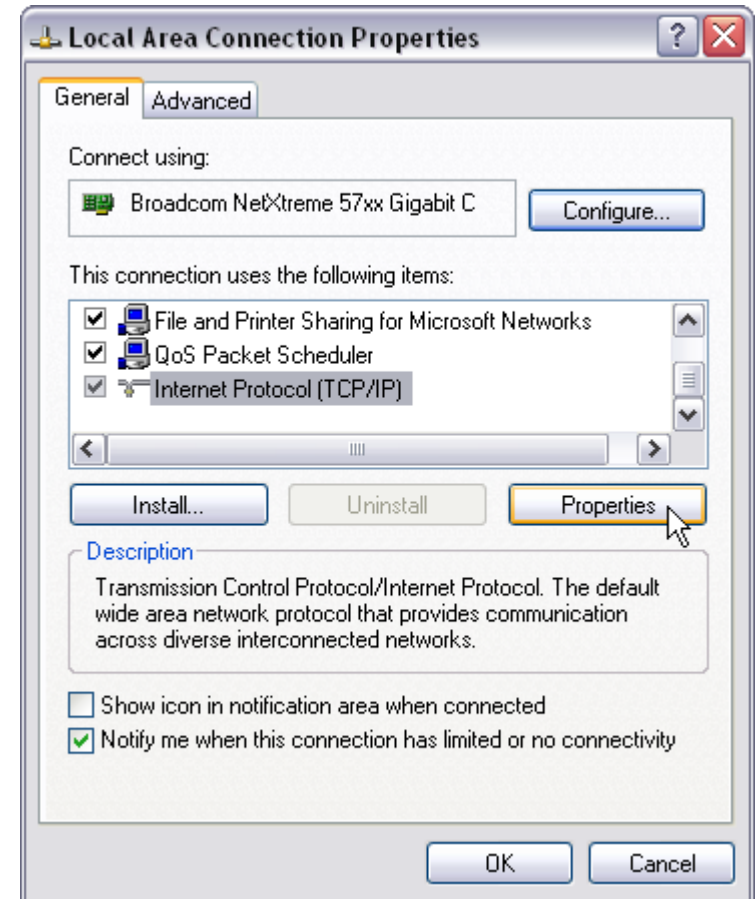 Local Area Connection Properties
General
Advanced
Connect using:
Broadcom NetXtreme 57xx Gigabit C
Configure...
This connection uses the following items:
File and Printer Sharing for Microsoft Networks
QoS Packet Scheduler
Internet Protocol (TCP/IP)
Install...
Uninstall
Properties
Description
Transmission Control Protocol/Internet Protocol. The default
wide area network protocol that provides communication
across diverse interconnected networks.
Show icon in notification area when connected
Notify me when this connection has limited or no connectivity
OK
Cancel